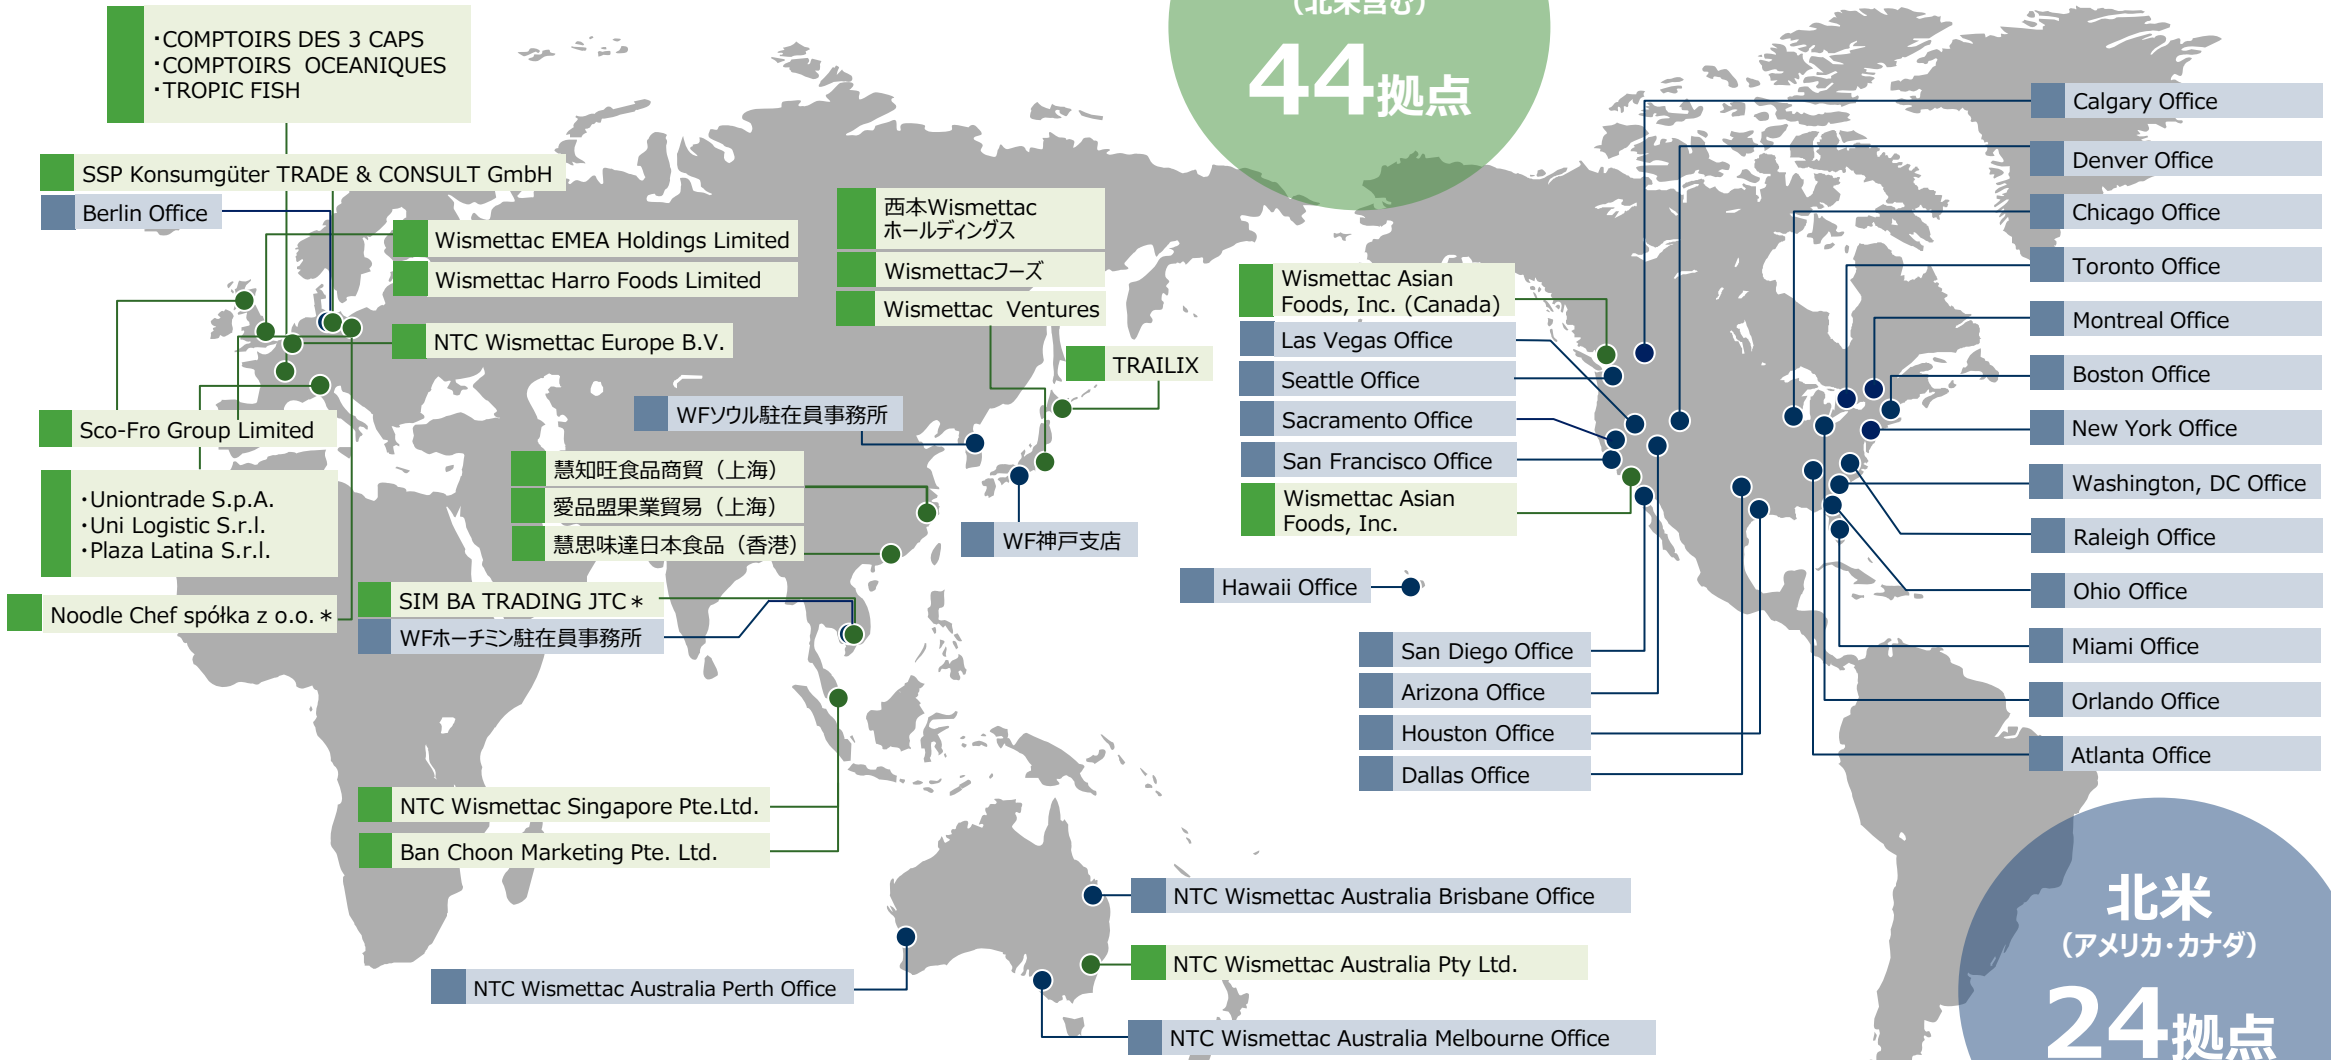 ・COMPTOIRS DES 3 CAPS
・COMPTOIRS OCEANIQUES
・TROPIC FISH
SSP Konsumgüter TRADE & CONSULT GmbH
Berlin Office
Wismettac EMEA Holdings Limited
Wismettac Harro Foods Limited
NTC Wismettac Europe B.V.
Sco-Fro Group Limited
・Uniontrade S.p.A.
・Uni Logistic S.r.l.
・Plaza Latina S.r.l.
Noodle Chef spółka z o.o.＊
西本Wismettac
ホールディングス
Wismettacフーズ
Wismettac Ventures
TRAILIX
WFソウル駐在員事務所
慧知旺食品商貿（上海）
愛品盟果業貿易（上海）
慧思味達日本食品（香港）
WF神戸支店
SIM BA TRADING JTC＊
WFホーチミン駐在員事務所
NTC Wismettac Singapore Pte.Ltd.
Ban Choon Marketing Pte. Ltd.
NTC Wismettac Australia Brisbane Office
NTC Wismettac Australia Pty Ltd.
NTC Wismettac Australia Perth Office
NTC Wismettac Australia Melbourne Office
（北米含む）
44拠点
Wismettac Asian
Foods, Inc. (Canada)
Las Vegas Office
Seattle Office
Sacramento Office
San Francisco Office
Wismettac Asian
Foods, Inc.
Hawaii Office
San Diego Office
Arizona Office
Houston Office
Dallas Office
Calgary Office
Denver Office
Chicago Office
Toronto Office
Montreal Office
Boston Office
New York Office
Washington, DC Office
Raleigh Office
Ohio Office
Miami Office
Orlando Office
Atlanta Office
北米
（アメリカ・カナダ）
24拠点